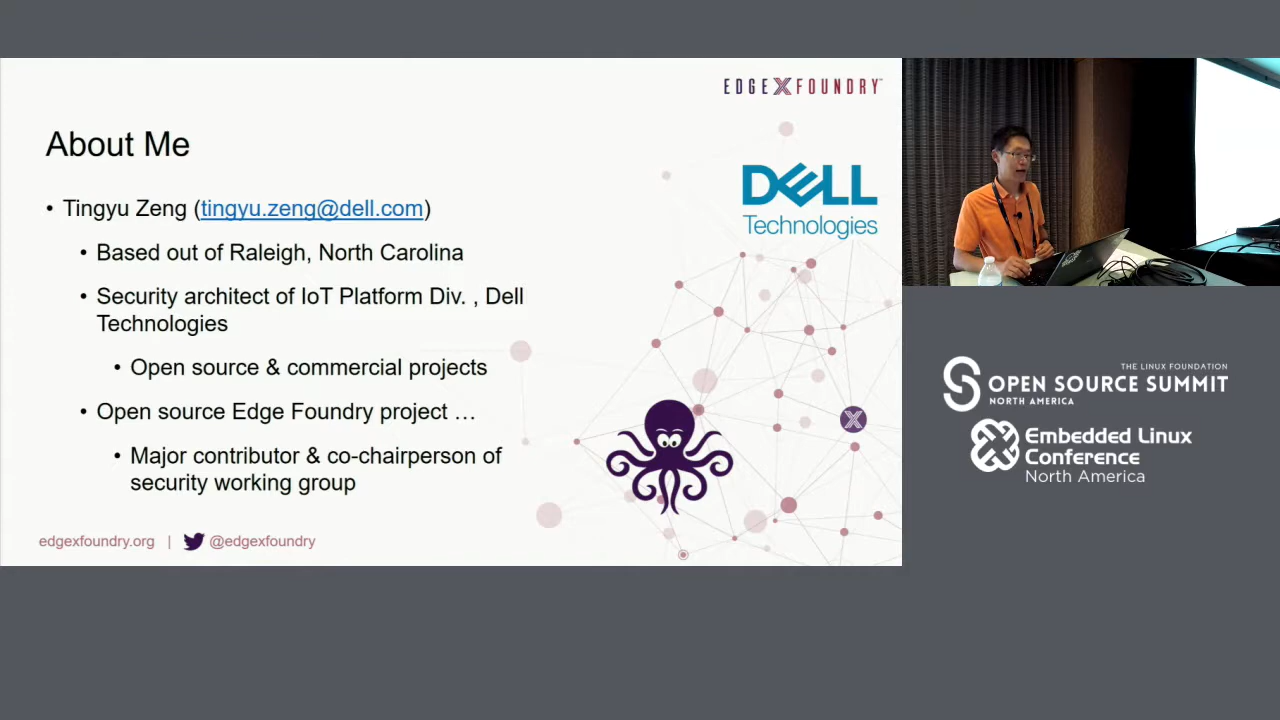 EDGE X FOUNDRY™
About Me
DELL
Technologies
• Tingyu Zeng (tingyu.zeng@dell.com)
• Based out of Raleigh, North Carolina
• Security architect of IoT Platform Div. , Dell
Technologies
• Open source & commercial projects
• Open source Edge Foundry project …
• Major contributor & co-chairperson of
security working group
X
edgexfoundry.org | @edgexfoundry
THE LINUX FOUNDATION
OPEN SOURCE SUMMIT
NORTH AMERICA
Embedded Linux
Conference
North America